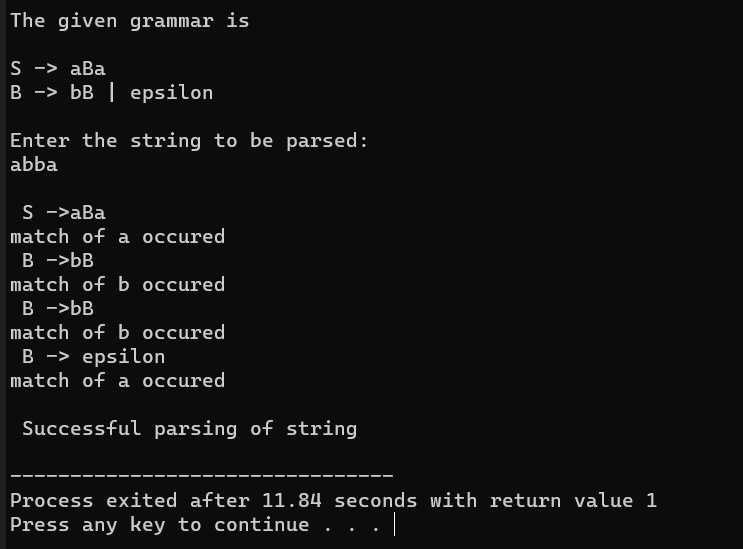 The given grammar is
S -> aBa
B -> bB | epsilon
Enter the string to be parsed:
abba
S ->aBa
match of a occured
B ->bB
match of b occured
B ->bB
match of b occured
B -> epsilon
match of a occured
Successful parsing of string
--------------------------------
Process exited after 11.84 seconds with return value 1
Press any key to continue . . .